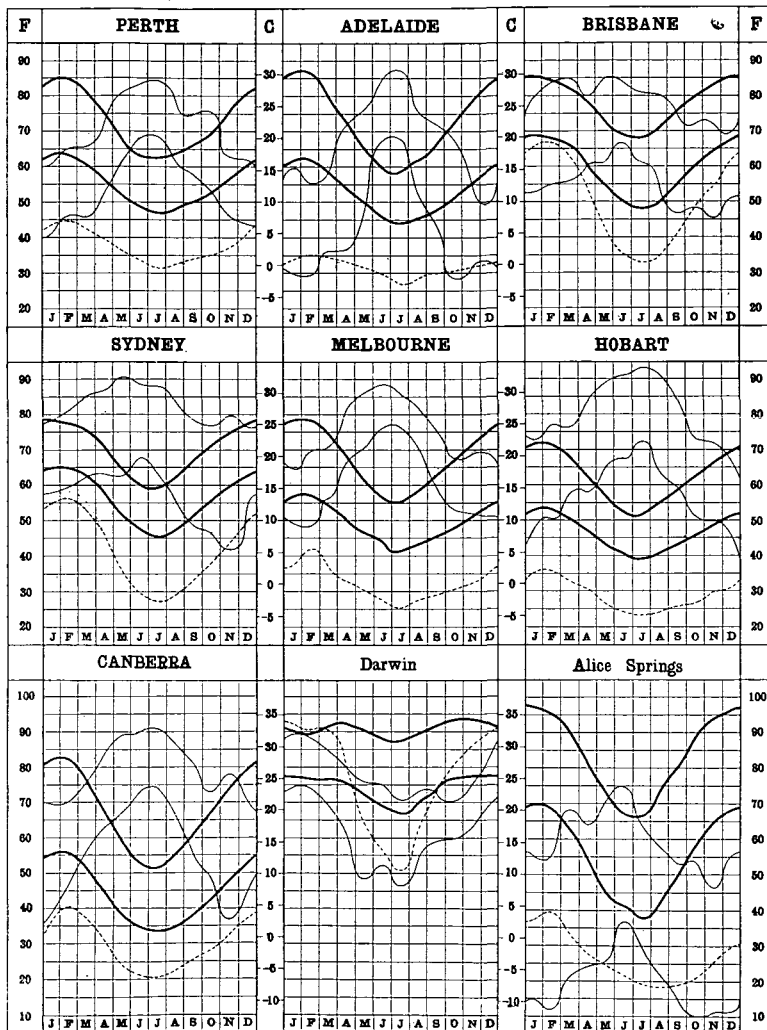 F PERTH C ADELAIDE C BRISBANE F
90 30 30 90
80 25 25 80
70 20 20 70
60 15 15 60
50 10 10 50
40 5 5 40
30 0 0 30
20 -5 -5 20
J F M A M J J A S O N D J F M A M J J A S O N D J F M A M J J A S O N D
SYDNEY MELBOURNE HOBART
90 30 30 90
80 25 25 80
70 20 20 70
60 15 15 60
50 10 10 50
40 5 5 40
30 0 0 30
20 -5 -5 20
J F M A M J J A S O N D J F M A M J J A S O N D J F M A M J J A S O N D
CANBERRA Darwin Alice Springs
100 35 35 100
90 30 30 90
80 25 25 80
70 20 20 70
60 15 15 60
50 10 10 50
40 5 5 40
30 0 0 30
20 -5 -5 20
10 -10 -10 10
J F M A M J J A S O N D J F M A M J J A S O N D J F M A M J J A S O N D